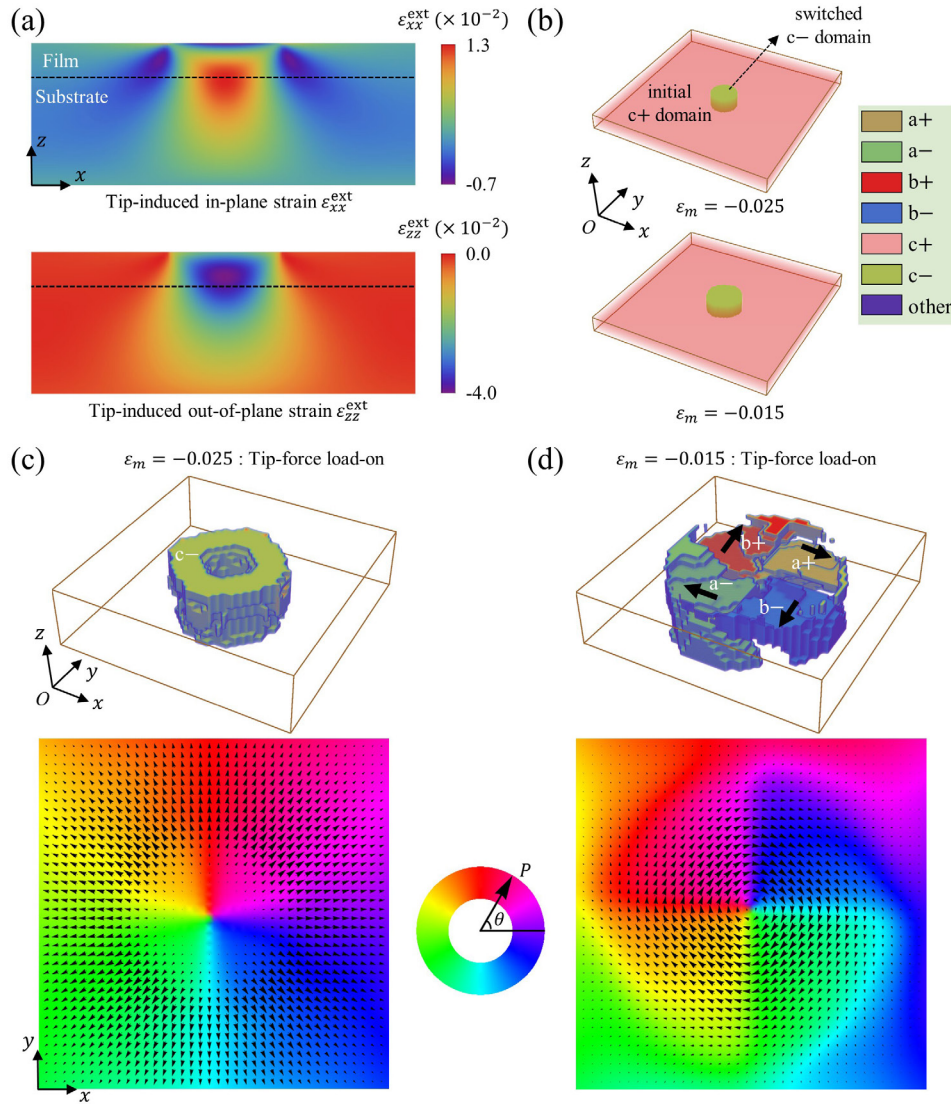 (a)
ε_xx^ext (× 10⁻²)
Film
Substrate
z
x
1.3
-0.7
Tip-induced in-plane strain ε_xx^ext
ε_zz^ext (× 10⁻²)
0.0
-4.0
Tip-induced out-of-plane strain ε_zz^ext
(b)
switched
c− domain
initial
c+ domain
z
y
O
x
ε_m = −0.025
ε_m = −0.015
a+
a−
b+
b−
c+
c−
other
(c)
ε_m = −0.025 : Tip-force load-on
c−
z
y
O
x
y
x
P
θ
(d)
ε_m = −0.015 : Tip-force load-on
b+
a+
a−
b−